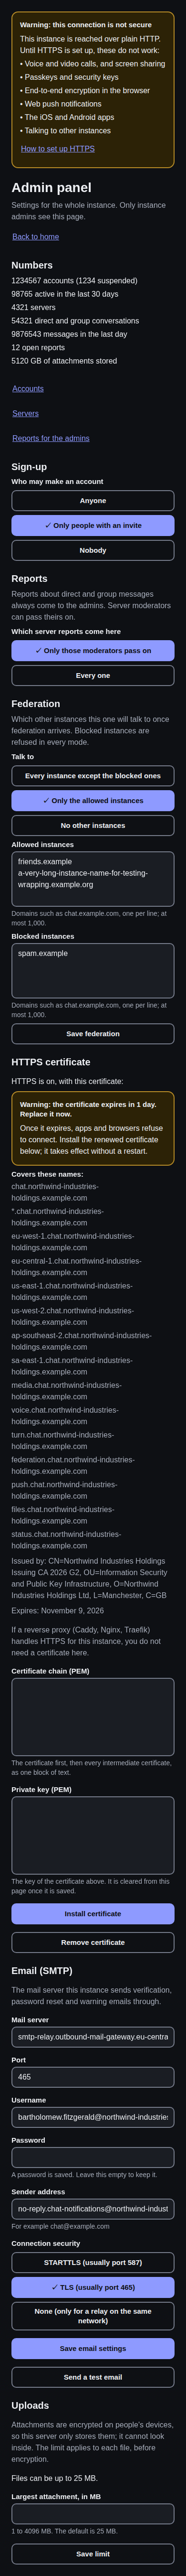 Warning: this connection is not secure
This instance is reached over plain HTTP.
Until HTTPS is set up, these do not work:
• Voice and video calls, and screen sharing
• Passkeys and security keys
• End-to-end encryption in the browser
• Web push notifications
• The iOS and Android apps
• Talking to other instances
How to set up HTTPS
Admin panel
Settings for the whole instance. Only instance
admins see this page.
Back to home
Numbers
1234567 accounts (1234 suspended)
98765 active in the last 30 days
4321 servers
54321 direct and group conversations
9876543 messages in the last day
12 open reports
5120 GB of attachments stored
Accounts
Servers
Reports for the admins
Sign-up
Who may make an account
Anyone
✓ Only people with an invite
Nobody
Reports
Reports about direct and group messages
always come to the admins. Server moderators
can pass theirs on.
Which server reports come here
✓ Only those moderators pass on
Every one
Federation
Which other instances this one will talk to once
federation arrives. Blocked instances are
refused in every mode.
Talk to
Every instance except the blocked ones
✓ Only the allowed instances
No other instances
Allowed instances
friends.example
a-very-long-instance-name-for-testing-
wrapping.example.org
Domains such as chat.example.com, one per line; at
most 1,000.
Blocked instances
spam.example
Domains such as chat.example.com, one per line; at
most 1,000.
Save federation
HTTPS certificate
HTTPS is on, with this certificate:
Warning: the certificate expires in 1 day.
Replace it now.
Once it expires, apps and browsers refuse
to connect. Install the renewed certificate
below; it takes effect without a restart.
Covers these names:
chat.northwind-industries-
holdings.example.com
*.chat.northwind-industries-
holdings.example.com
eu-west-1.chat.northwind-industries-
holdings.example.com
eu-central-1.chat.northwind-industries-
holdings.example.com
us-east-1.chat.northwind-industries-
holdings.example.com
us-west-2.chat.northwind-industries-
holdings.example.com
ap-southeast-2.chat.northwind-industries-
holdings.example.com
sa-east-1.chat.northwind-industries-
holdings.example.com
media.chat.northwind-industries-
holdings.example.com
voice.chat.northwind-industries-
holdings.example.com
turn.chat.northwind-industries-
holdings.example.com
federation.chat.northwind-industries-
holdings.example.com
push.chat.northwind-industries-
holdings.example.com
files.chat.northwind-industries-
holdings.example.com
status.chat.northwind-industries-
holdings.example.com
Issued by: CN=Northwind Industries Holdings
Issuing CA 2026 G2, OU=Information Security
and Public Key Infrastructure, O=Northwind
Industries Holdings Ltd, L=Manchester, C=GB
Expires: November 9, 2026
If a reverse proxy (Caddy, Nginx, Traefik)
handles HTTPS for this instance, you do not
need a certificate here.
Certificate chain (PEM)
The certificate first, then every intermediate certificate,
as one block of text.
Private key (PEM)
The key of the certificate above. It is cleared from this
page once it is saved.
Install certificate
Remove certificate
Email (SMTP)
The mail server this instance sends verification,
password reset and warning emails through.
Mail server
smtp-relay.outbound-mail-gateway.eu-centra
Port
465
Username
bartholomew.fitzgerald@northwind-industries
Password
A password is saved. Leave this empty to keep it.
Sender address
no-reply.chat-notifications@northwind-indust
For example chat@example.com
Connection security
STARTTLS (usually port 587)
✓ TLS (usually port 465)
None (only for a relay on the same
network)
Save email settings
Send a test email
Uploads
Attachments are encrypted on people's devices,
so this server only stores them; it cannot look
inside. The limit applies to each file, before
encryption.
Files can be up to 25 MB.
Largest attachment, in MB
1 to 4096 MB. The default is 25 MB.
Save limit